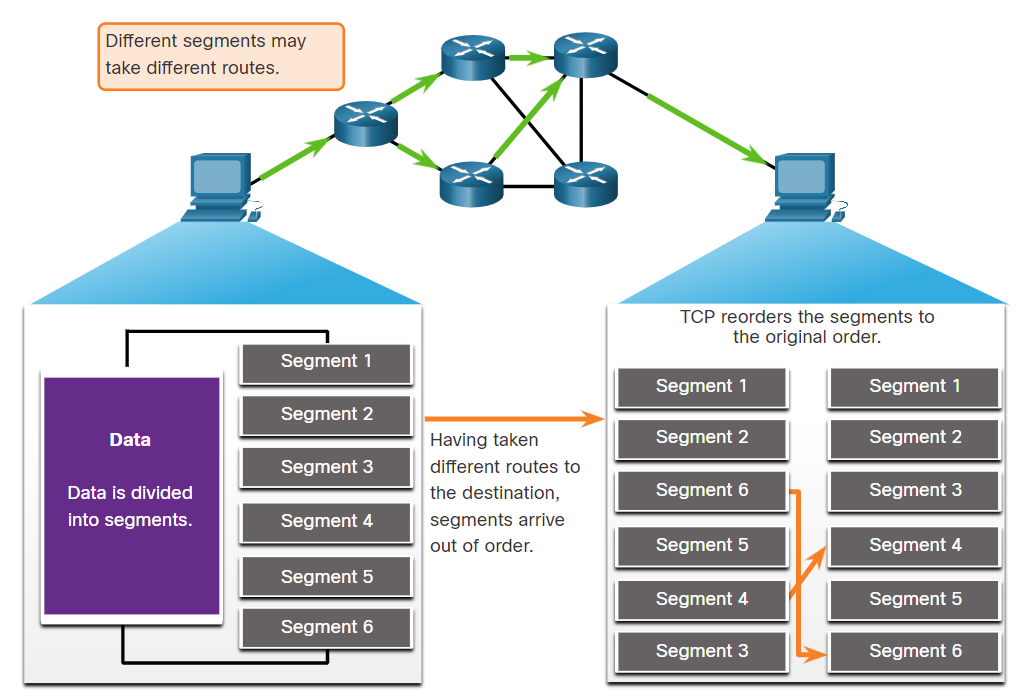 Different segments may
take different routes.
Data
Data is divided
into segments.
Segment 1
Segment 2
Segment 3
Segment 4
Segment 5
Segment 6
Having taken
different routes to
the destination,
segments arrive
out of order.
TCP reorders the segments to
the original order.
Segment 1
Segment 2
Segment 6
Segment 5
Segment 4
Segment 3
Segment 1
Segment 2
Segment 3
Segment 4
Segment 5
Segment 6